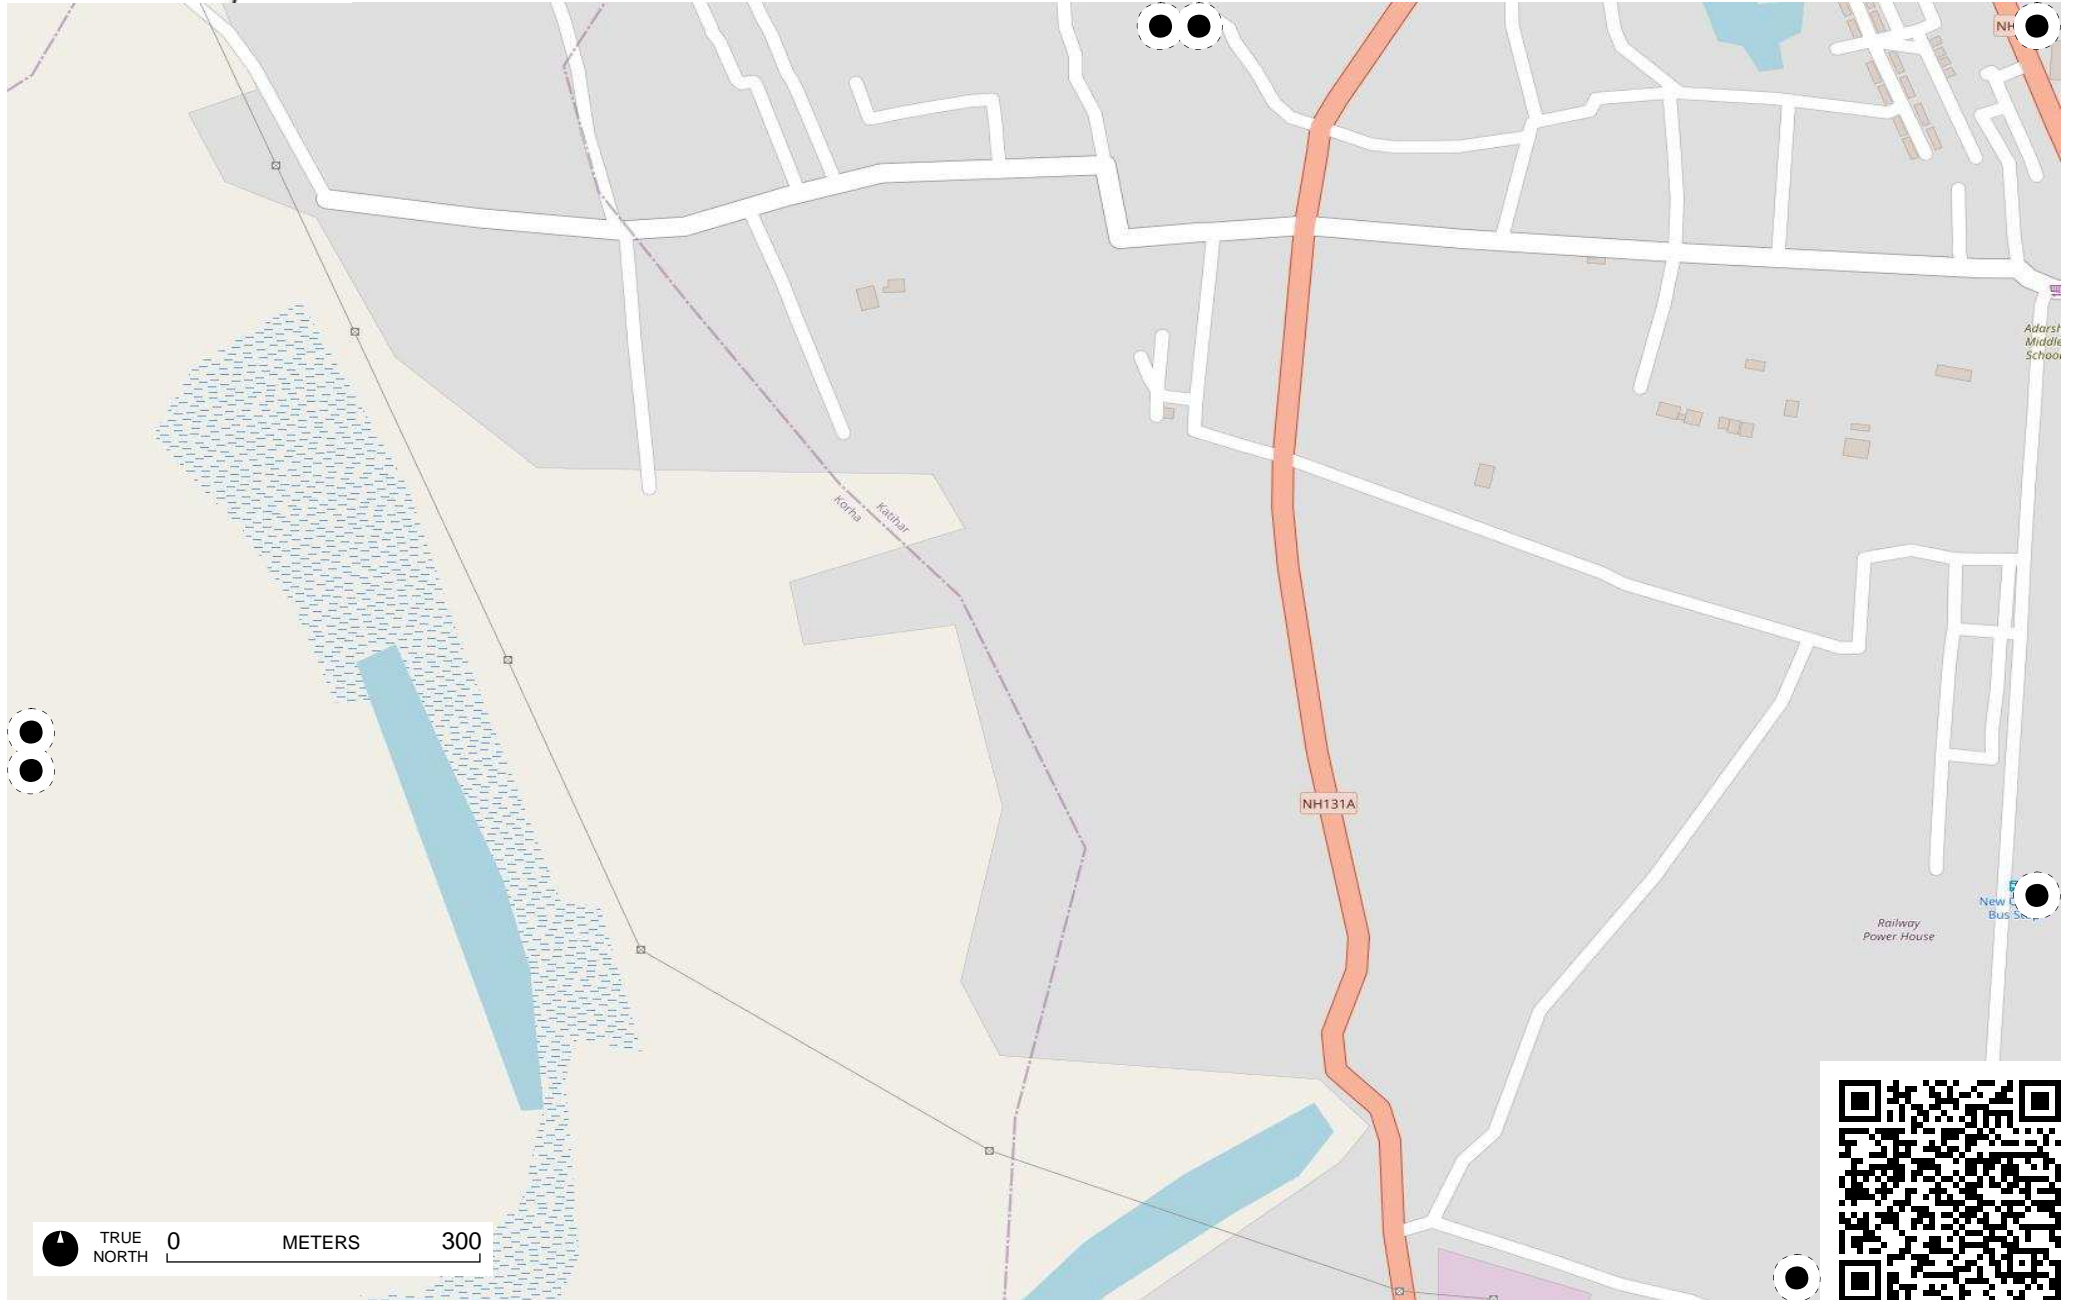 NH
Adarsh
Middle
School
Korha
Katihar
NH131A
New
Bus
Railway
Power House
TRUE
NORTH
0 METERS 300